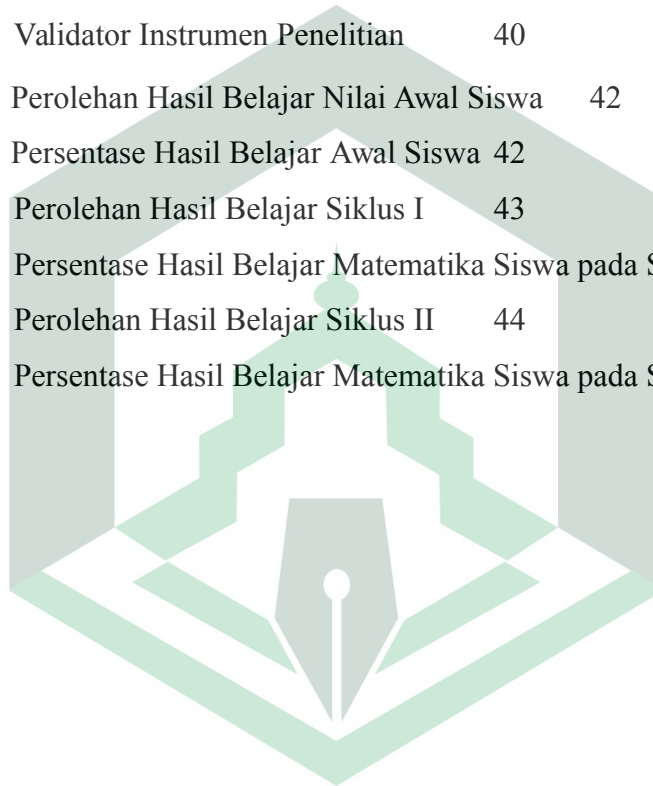 Validator Instrumen Penelitian 40
Perolehan Hasil Belajar Nilai Awal Siswa 42
Persentase Hasil Belajar Awal Siswa 42
Perolehan Hasil Belajar Siklus I 43
Persentase Hasil Belajar Matematika Siswa pada S
Perolehan Hasil Belajar Siklus II 44
Persentase Hasil Belajar Matematika Siswa pada S